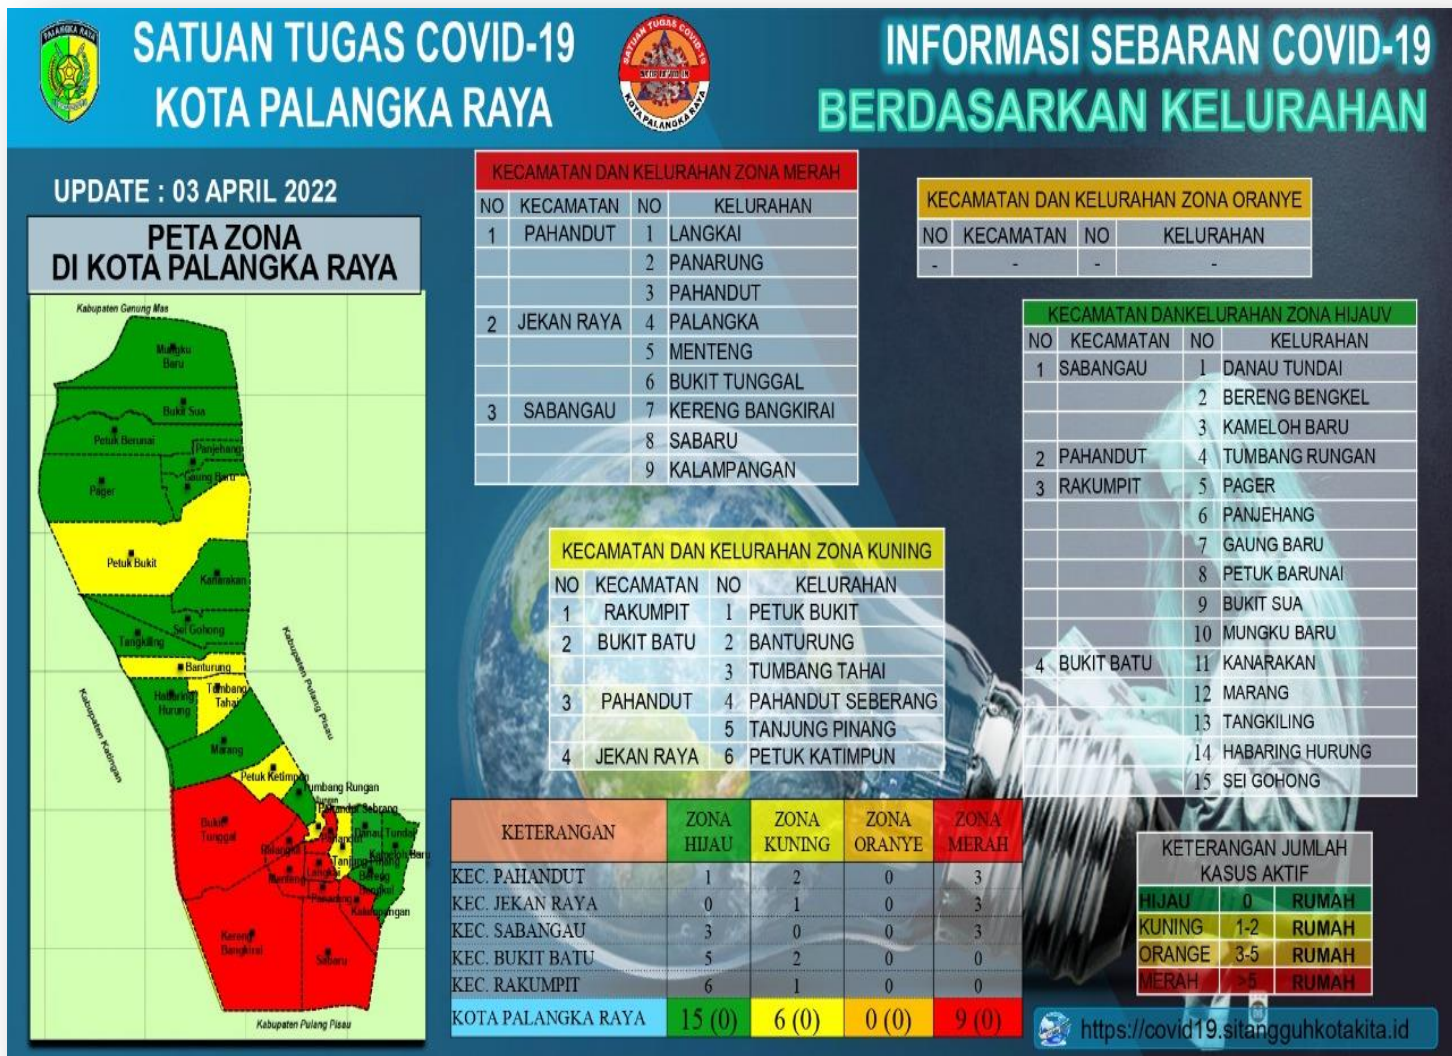 PALANGKA RAYA
SATUAN TUGAS COVID-19
KOTA PALANGKA RAYA
SATUAN TUGAS COVID-19
KOTA PALANGKA RAYA
INFORMASI SEBARAN COVID-19
BERDASARKAN KELURAHAN
UPDATE : 03 APRIL 2022
PETA ZONA
DI KOTA PALANGKA RAYA
Kabupaten Gunung Mas
Mungku
Baru
Bukit Sua
Petuk Berunai
Panjehang
Gaung Baru
Pager
Petuk Bukit
Kanarakan
Sei Gohong
Tangkiling
Banturung
Tumbang
Tahai
Habaring
Hurung
Marang
Petuk Ketimpun
Tumbang Rungan
Pahandut Sebrang
Bukit
Tunggal
Palangka
Pahandut
Danau Tundai
Tanjung Pinang
Kameloh Baru
Langkai
Menteng
Bereng
Bengkel
Panarung
Kalampangan
Kereng
Bangkirai
Sabaru
Kabupaten Katingan
Kabupaten Pulang Pisau
Kabupaten Pulang Pisau
KECAMATAN DAN KELURAHAN ZONA MERAH
NO KECAMATAN NO KELURAHAN
1 PAHANDUT 1 LANGKAI
2 PANARUNG
3 PAHANDUT
2 JEKAN RAYA 4 PALANGKA
5 MENTENG
6 BUKIT TUNGGAL
3 SABANGAU 7 KERENG BANGKIRAI
8 SABARU
9 KALAMPANGAN
KECAMATAN DAN KELURAHAN ZONA ORANYE
NO KECAMATAN NO KELURAHAN
- - - -
KECAMATAN DANKELURAHAN ZONA HIJAUV
NO KECAMATAN NO KELURAHAN
1 SABANGAU 1 DANAU TUNDAI
2 BERENG BENGKEL
3 KAMELOH BARU
2 PAHANDUT 4 TUMBANG RUNGAN
3 RAKUMPIT 5 PAGER
6 PANJEHANG
7 GAUNG BARU
8 PETUK BARUNAI
9 BUKIT SUA
10 MUNGKU BARU
4 BUKIT BATU 11 KANARAKAN
12 MARANG
13 TANGKILING
14 HABARING HURUNG
15 SEI GOHONG
KECAMATAN DAN KELURAHAN ZONA KUNING
NO KECAMATAN NO KELURAHAN
1 RAKUMPIT 1 PETUK BUKIT
2 BUKIT BATU 2 BANTURUNG
3 TUMBANG TAHAI
3 PAHANDUT 4 PAHANDUT SEBERANG
5 TANJUNG PINANG
4 JEKAN RAYA 6 PETUK KATIMPUN
KETERANGAN ZONA HIJAU ZONA KUNING ZONA ORANYE ZONA MERAH
KEC. PAHANDUT 1 2 0 3
KEC. JEKAN RAYA 0 1 0 3
KEC. SABANGAU 3 0 0 3
KEC. BUKIT BATU 5 2 0 0
KEC. RAKUMPIT 6 1 0 0
KOTA PALANGKA RAYA 15 (0) 6 (0) 0 (0) 9 (0)
KETERANGAN JUMLAH
KASUS AKTIF
HIJAU 0 RUMAH
KUNING 1-2 RUMAH
ORANGE 3-5 RUMAH
MERAH >5 RUMAH
https://covid19.sitangguhkotakita.id